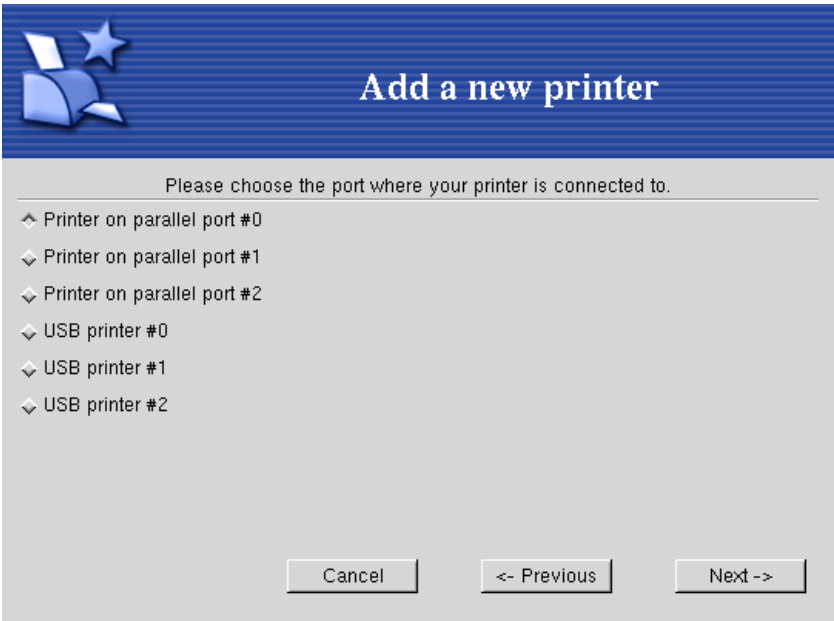 Add a new printer
Please choose the port where your printer is connected to.
Printer on parallel port #0
Printer on parallel port #1
Printer on parallel port #2
USB printer #0
USB printer #1
USB printer #2
Cancel <- Previous Next ->